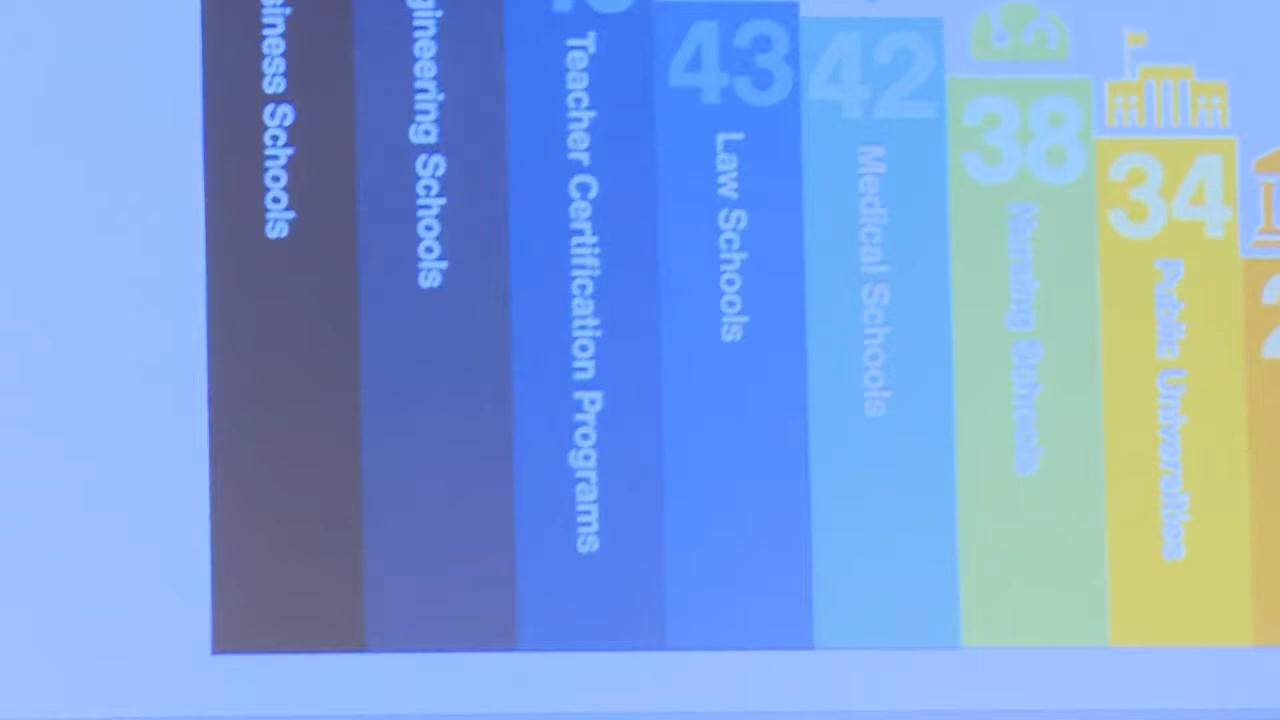 siness Schools
gineering Schools
Teacher Certification Programs
43
Law Schools
42
Medical Schools
38
Nursing Schools
34
Public Universities
2